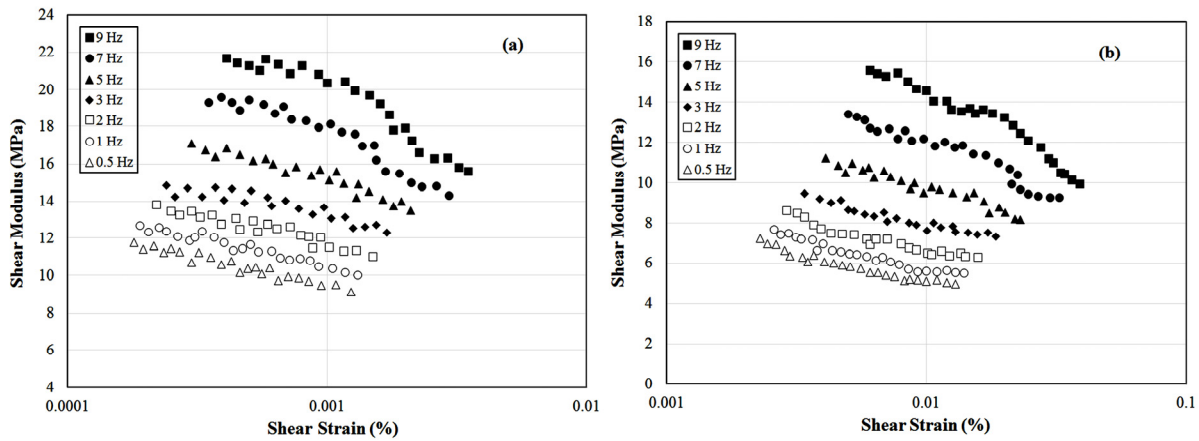 (a)
24
22
20
18
16
14
12
10
8
6
4
Shear Modulus (MPa)
9 Hz
7 Hz
5 Hz
3 Hz
2 Hz
1 Hz
0.5 Hz
0.0001
0.001
0.01
Shear Strain (%)
(b)
18
16
14
12
10
8
6
4
2
0
Shear Modulus (MPa)
9 Hz
7 Hz
5 Hz
3 Hz
2 Hz
1 Hz
0.5 Hz
0.001
0.01
0.1
Shear Strain (%)